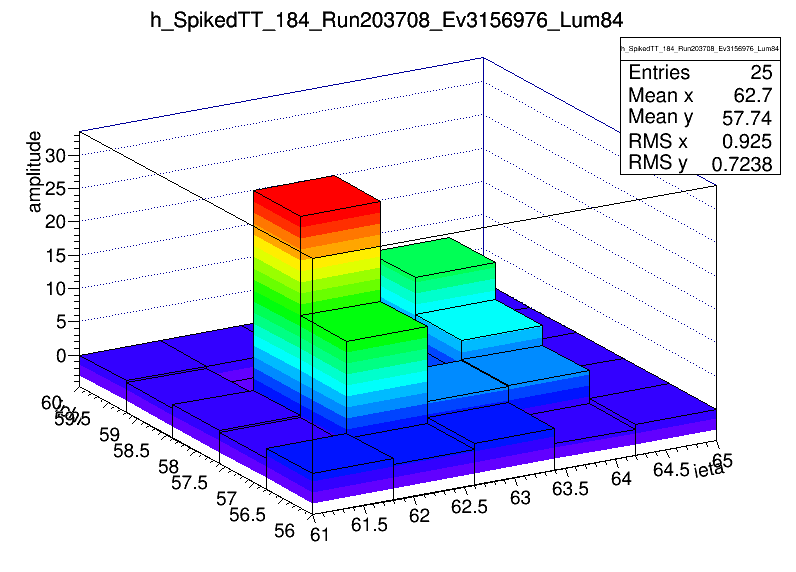 h_SpikedTT_184_Run203708_Ev3156976_Lum84
h_SpikedTT_184_Run203708_Ev3156976_Lum84
Entries 25
Mean x 62.7
Mean y 57.74
RMS x 0.925
RMS y 0.7238
amplitude
30
25
20
15
10
5
0
60
59.5
59
58.5
58
57.5
57
56.5
56
61
61.5
62
62.5
63
63.5
64
64.5
65
ieta